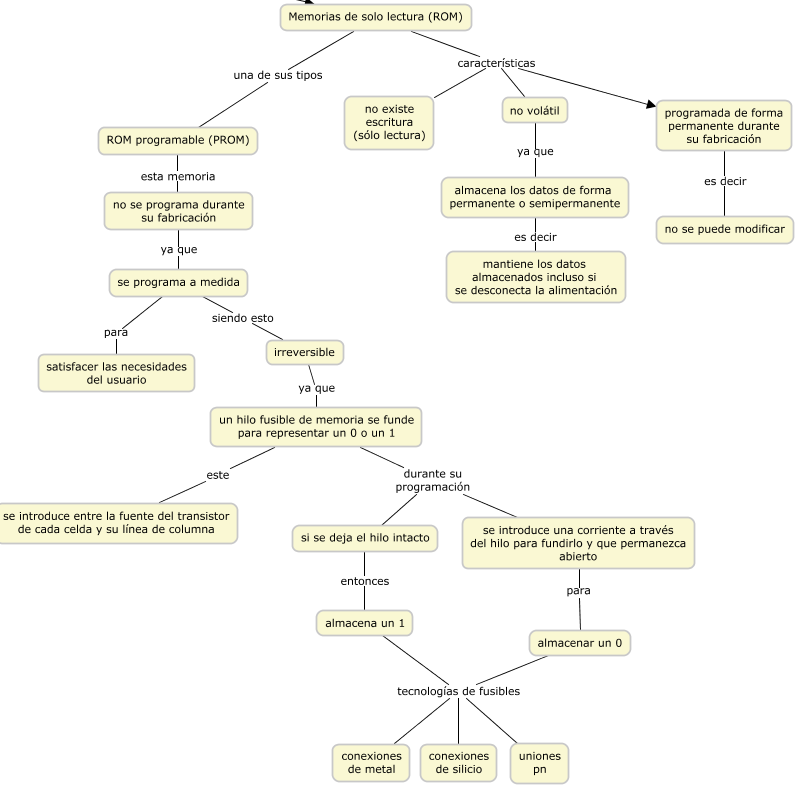 Memorias de solo lectura (ROM)
características
una de sus tipos
no existe
escritura
(sólo lectura)
no volátil
programada de forma
permanente durante
su fabricación
ROM programable (PROM)
ya que
esta memoria
es decir
almacena los datos de forma
permanente o semipermanente
no se programa durante
su fabricación
no se puede modificar
es decir
ya que
mantiene los datos
almacenados incluso si
se desconecta la alimentación
se programa a medida
siendo esto
para
irreversible
satisfacer las necesidades
del usuario
ya que
un hilo fusible de memoria se funde
para representar un 0 o un 1
este
durante su
programación
se introduce entre la fuente del transistor
de cada celda y su línea de columna
si se deja el hilo intacto
se introduce una corriente a través
del hilo para fundirlo y que permanezca
abierto
entonces
para
almacena un 1
almacenar un 0
tecnologías de fusibles
conexiones
de metal
conexiones
de silicio
uniones
pn